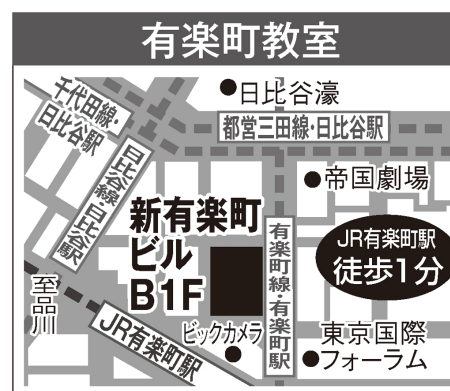 有楽町教室
日比谷濠
千代田線・
日比谷駅
都営三田線・日比谷駅
日比谷線・日比谷駅
帝国劇場
新有楽町
ビル
B1F
有楽町線・有楽町駅
JR有楽町駅
徒歩1分
至品川
JR有楽町駅
ビックカメラ
東京国際
フォーラム